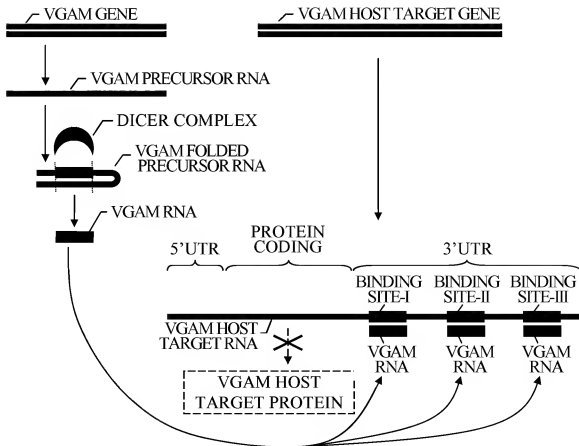 VGAM GENE
VGAM HOST TARGET GENE
VGAM PRECURSOR RNA
DICER COMPLEX
VGAM FOLDED
PRECURSOR RNA
VGAM RNA
5'UTR
PROTEIN
CODING
3'UTR
BINDING
SITE-I
BINDING
SITE-II
BINDING
SITE-III
VGAM HOST
TARGET RNA
VGAM
RNA
VGAM
RNA
VGAM
RNA
VGAM HOST
TARGET PROTEIN